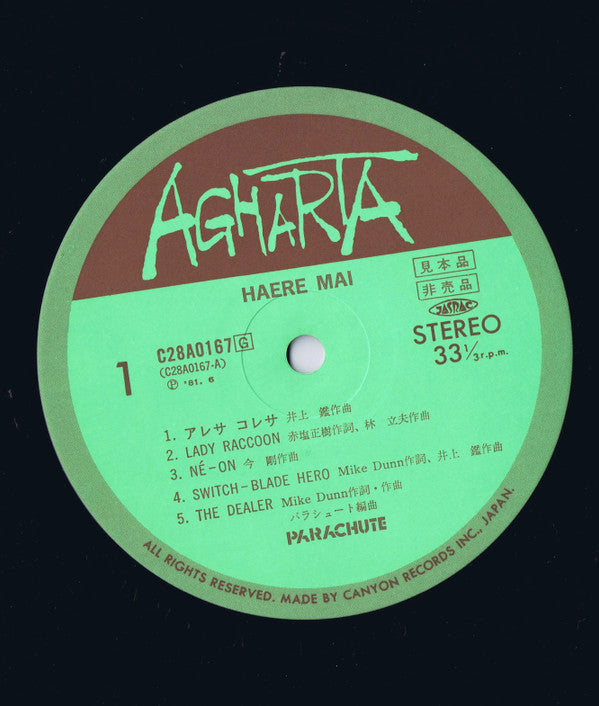 AGHARTA
HAERE MAI
見本品
非売品
JASRAC
STEREO
33⅓r.p.m.
1
C28A0167 G
(C28A0167-A)
Ⓟ '81. 6
1. アレサ コレサ 井上 鑑作曲
2. LADY RACCOON 赤塩正樹作詞、林 立夫作曲
3. NÉ-ON 今 剛作曲
4. SWITCH-BLADE HERO Mike Dunn作詞、井上 鑑作曲
5. THE DEALER Mike Dunn作詞・作曲
パラシュート編曲
PARACHUTE
ALL RIGHTS RESERVED. MADE BY CANYON RECORDS INC., JAPAN.